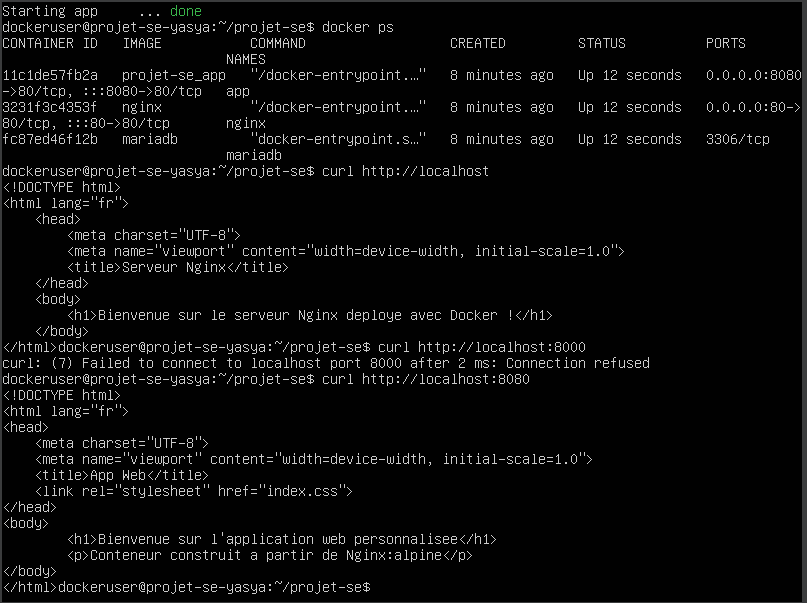 Starting app     ... done
dockeruser@projet-se-yasya:~/projet-se$ docker ps
CONTAINER ID   IMAGE           COMMAND                  CREATED         STATUS          PORTS
                            NAMES
11c1de57fb2a   projet-se_app   "/docker-entrypoint.…"   8 minutes ago   Up 12 seconds   0.0.0.0:8080
->80/tcp, :::8080->80/tcp   app
3231f3c4353f   nginx           "/docker-entrypoint.…"   8 minutes ago   Up 12 seconds   0.0.0.0:80->
80/tcp, :::80->80/tcp       nginx
fc87ed46f12b   mariadb         "docker-entrypoint.s…"   8 minutes ago   Up 12 seconds   3306/tcp
                            mariadb
dockeruser@projet-se-yasya:~/projet-se$ curl http://localhost
<!DOCTYPE html>
<html lang="fr">
    <head>
        <meta charset="UTF-8">
        <meta name="viewport" content="width=device-width, initial-scale=1.0">
        <title>Serveur Nginx</title>
    </head>
    <body>
        <h1>Bienvenue sur le serveur Nginx deploye avec Docker !</h1>
    </body>
</html>dockeruser@projet-se-yasya:~/projet-se$ curl http://localhost:8000
curl: (7) Failed to connect to localhost port 8000 after 2 ms: Connection refused
dockeruser@projet-se-yasya:~/projet-se$ curl http://localhost:8080
<!DOCTYPE html>
<html lang="fr">
<head>
    <meta charset="UTF-8">
    <meta name="viewport" content="width=device-width, initial-scale=1.0">
    <title>App Web</title>
    <link rel="stylesheet" href="index.css">
</head>
<body>
        <h1>Bienvenue sur l'application web personnalisee</h1>
        <p>Conteneur construit a partir de Nginx:alpine</p>
</body>
</html>dockeruser@projet-se-yasya:~/projet-se$